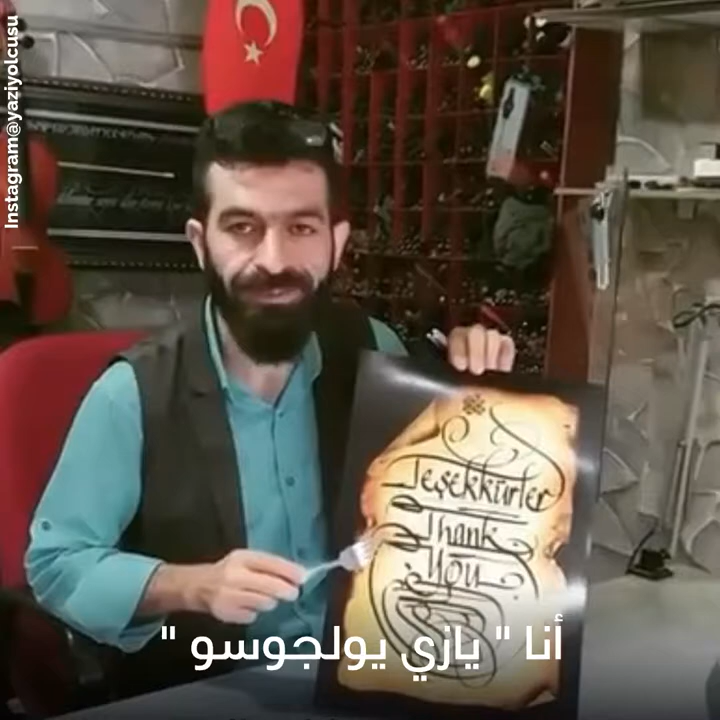 Instagram@yaziyolcusu
Teşekkürler
Thank
You
أنا " يازي يولجوسو "